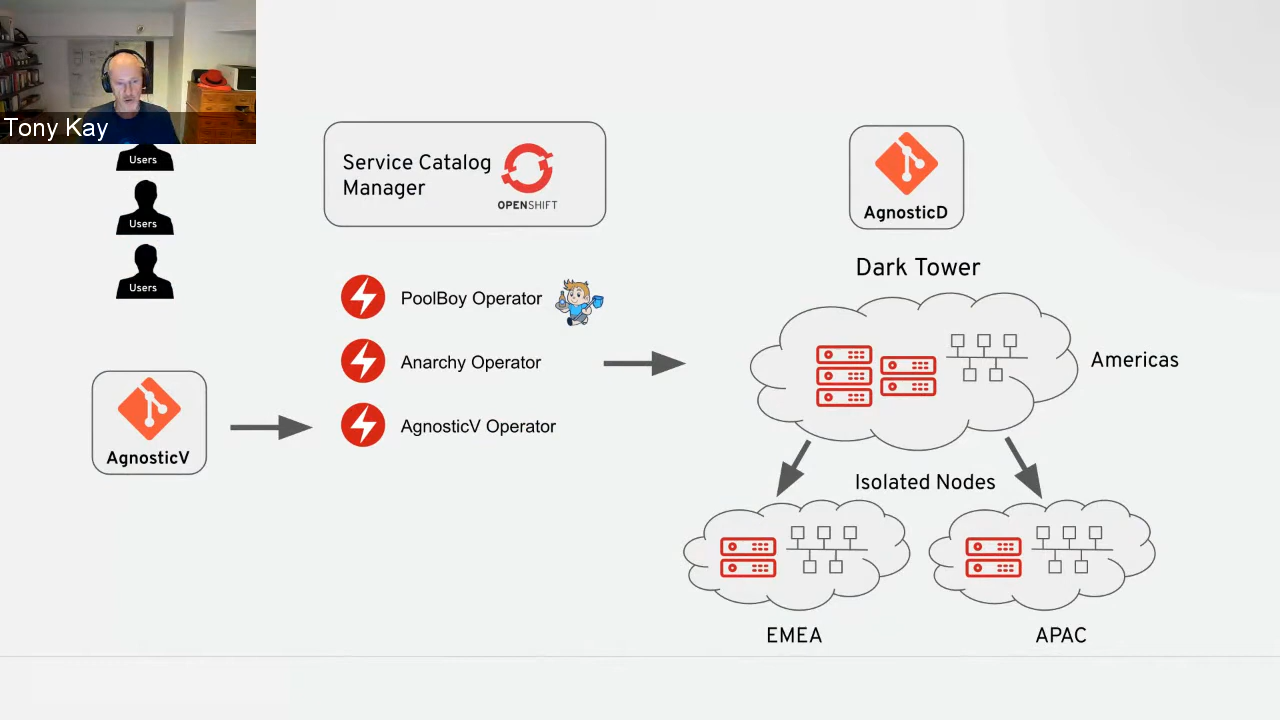 Tony Kay
Users
Users
Users
Service Catalog
Manager
OPENSHIFT
PoolBoy Operator
Anarchy Operator
AgnosticV Operator
AgnosticV
AgnosticD
Dark Tower
Americas
Isolated Nodes
EMEA
APAC